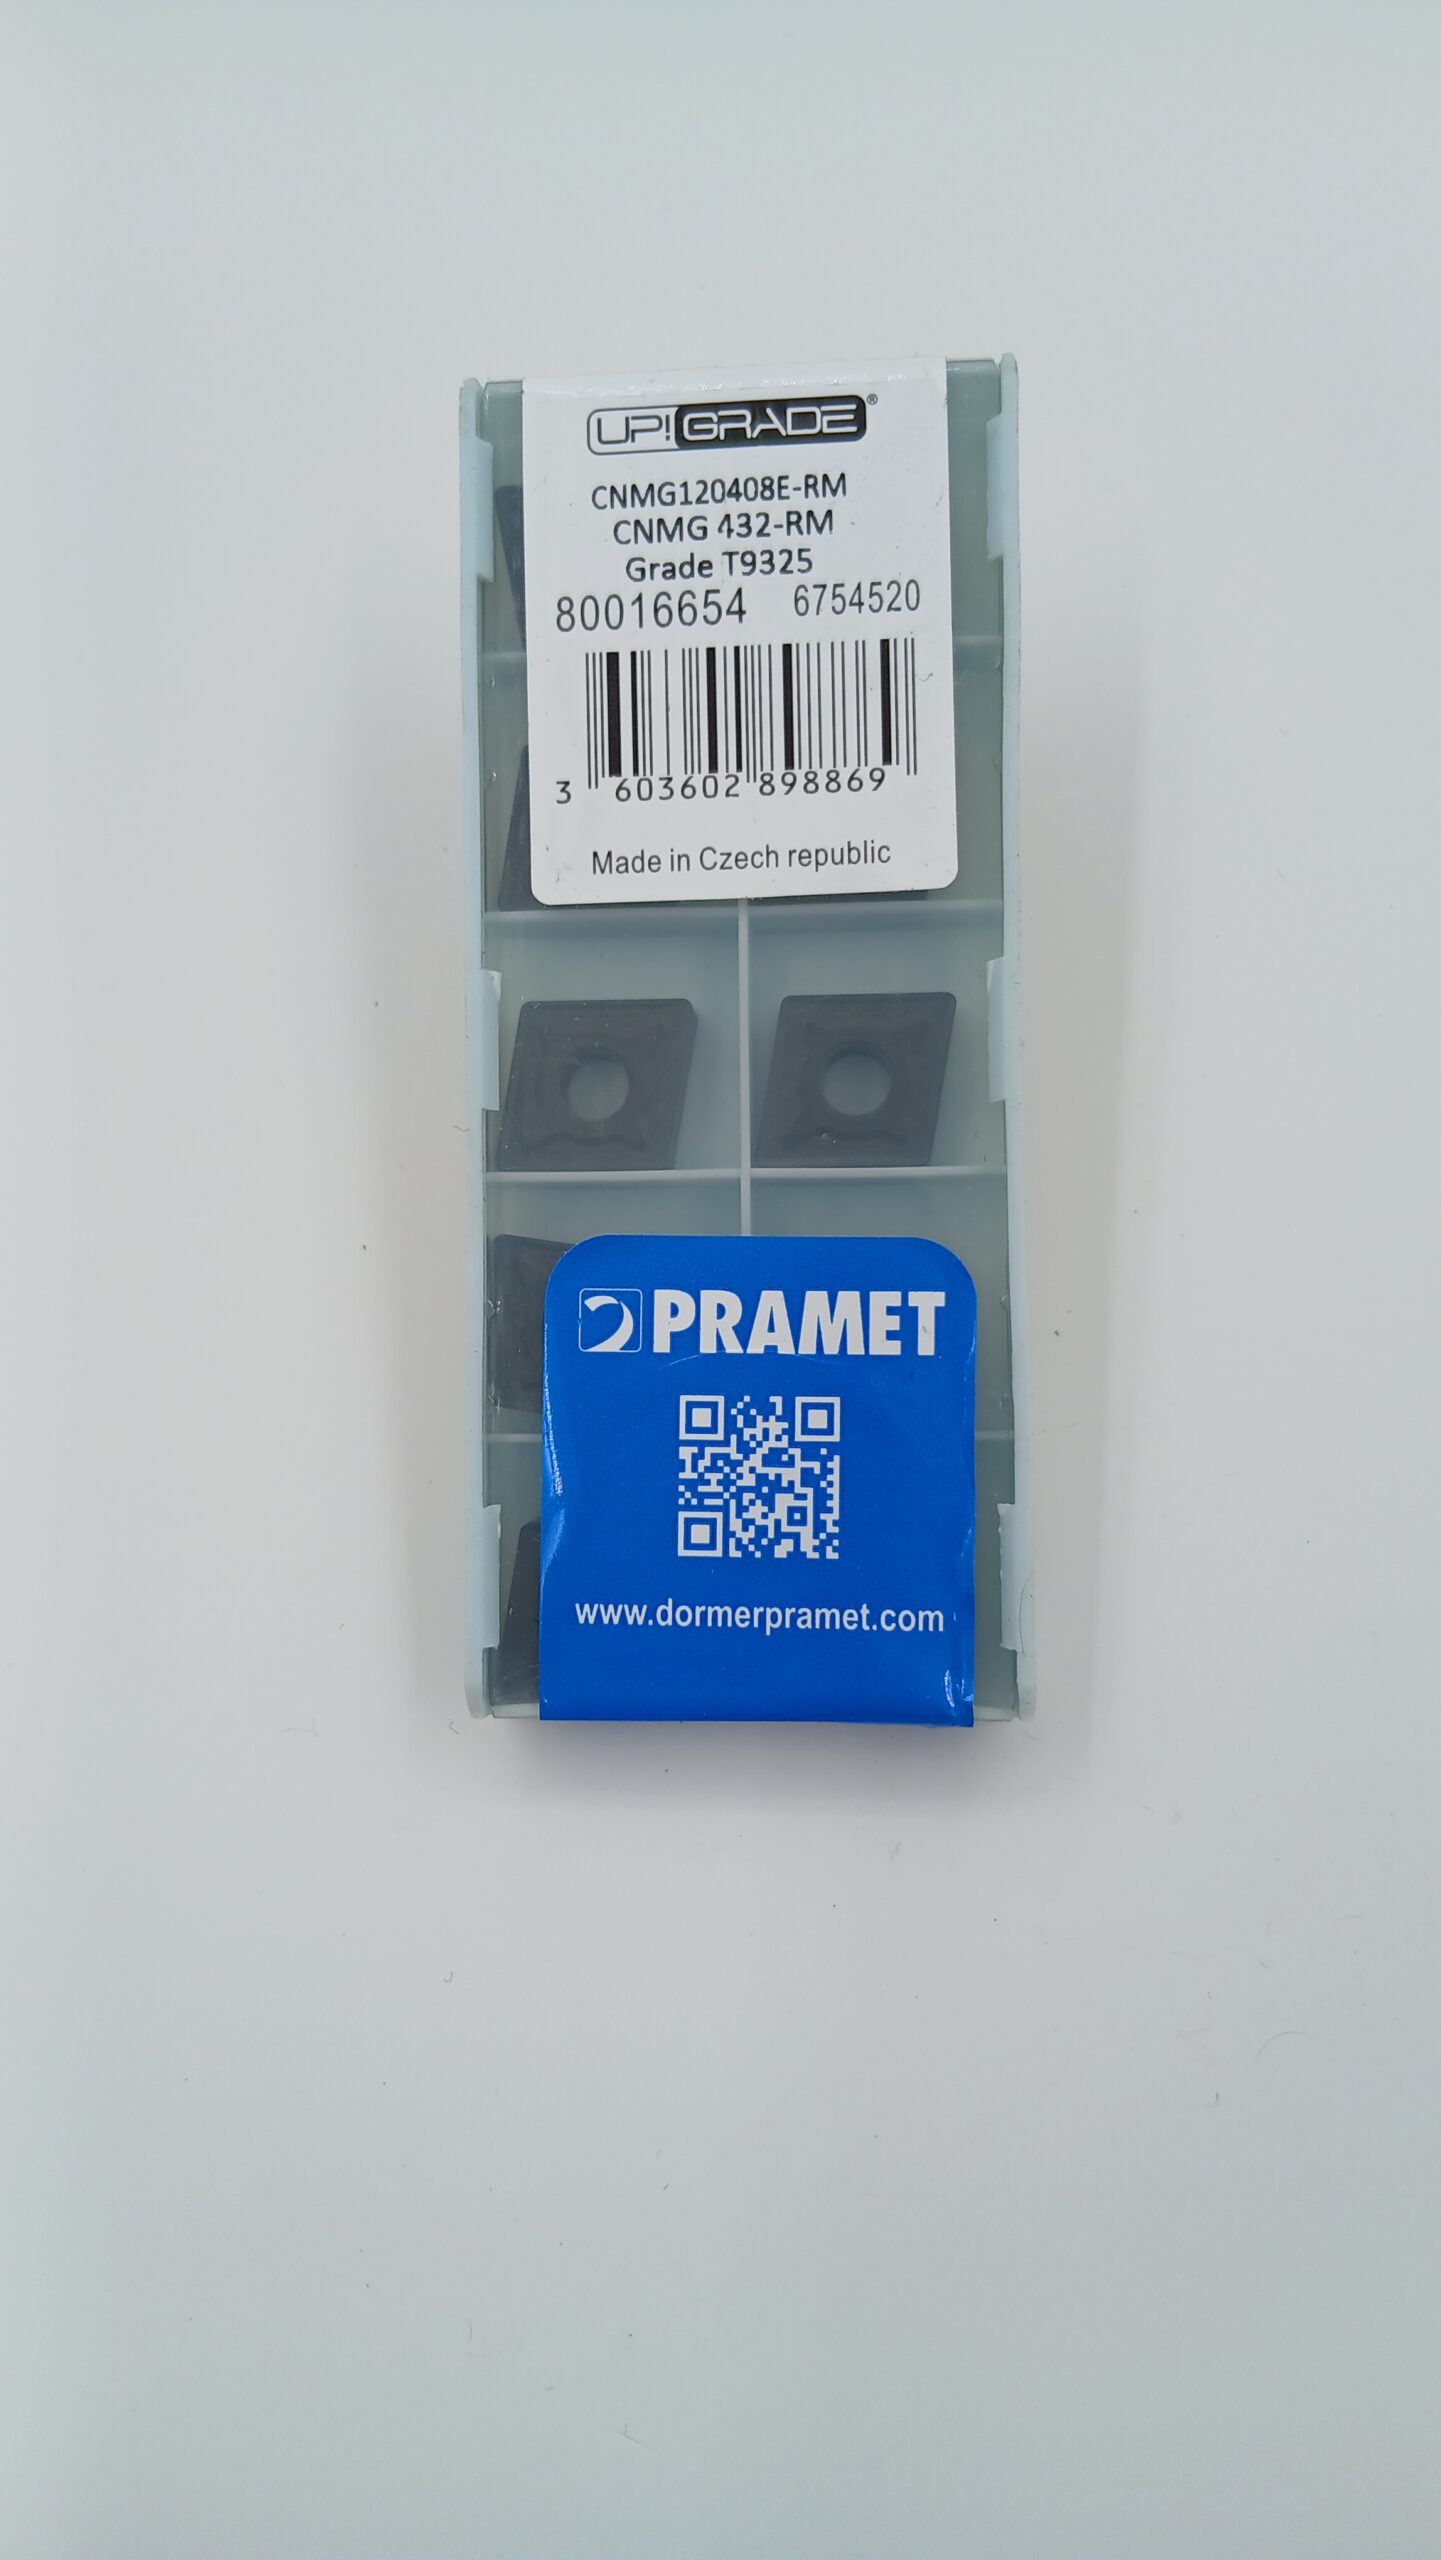 UP!GRADE®
CNMG120408E-RM
CNMG 432-RM
Grade T9325
80016654 6754520
3 603602 898869
Made in Czech republic
PRAMET
www.dormerpramet.com